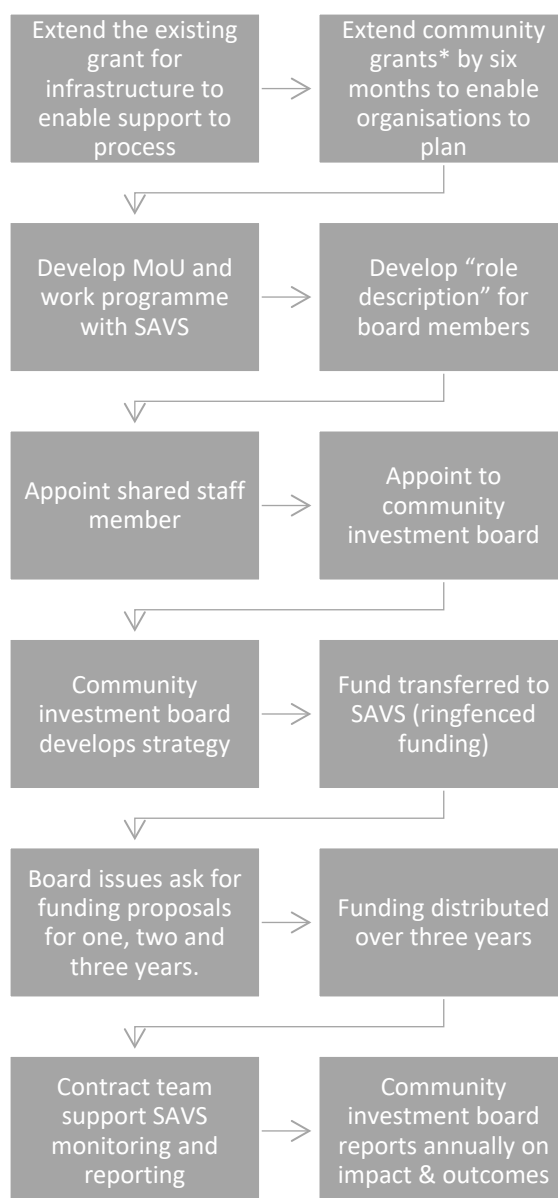 Extend the existing
grant for
infrastructure to
enable support to
process
Extend community
grants* by six
months to enable
organisations to
plan
Develop MoU and
work programme
with SAVS
Develop “role
description” for
board members
Appoint shared staff
member
Appoint to
community
investment board
Community
investment board
develops strategy
Fund transferred to
SAVS (ringfenced
funding)
Board issues ask for
funding proposals
for one, two and
three years.
Funding distributed
over three years
Contract team
support SAVS
monitoring and
reporting
Community
investment board
reports annually on
impact & outcomes